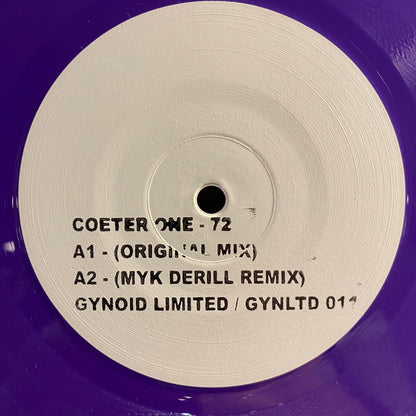 COETER ONE - 72
A1 - (ORIGINAL MIX)
A2 - (MYK DERILL REMIX)
GYNOID LIMITED / GYNLTD 011